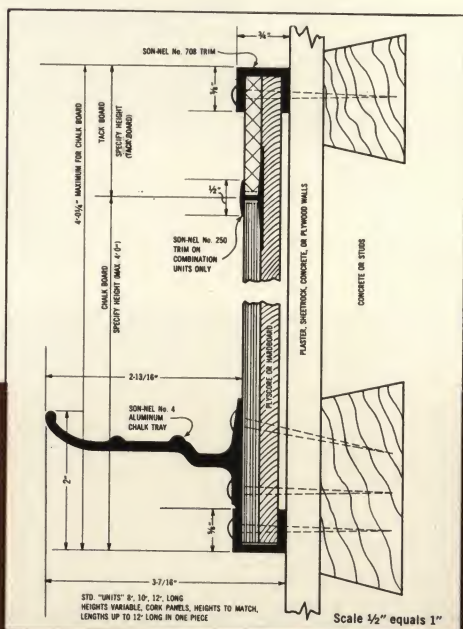 ¾"
SON-NEL No. 708 TRIM
⅝"
4'-0¼" MAXIMUM FOR CHALK BOARD
TACK BOARD
SPECIFY HEIGHT
(TACK BOARD)
½"
SON-NEL No. 250
TRIM ON
COMBINATION
UNITS ONLY
CHALK BOARD
SPECIFY HEIGHT (MAX. 4'-0")
PLYSCORE OR HARDBOARD
PLASTER, SHEETROCK, CONCRETE, OR PLYWOOD WALLS
CONCRETE OR STUDS
2-13/16"
SON-NEL No. 4
ALUMINUM
CHALK TRAY
2"
⅝"
3-7/16"
STD. "UNITS" 8', 10', 12', LONG
HEIGHTS VARIABLE, CORK PANELS, HEIGHTS TO MATCH,
LENGTHS UP TO 12' LONG IN ONE PIECE
Scale ½" equals 1"